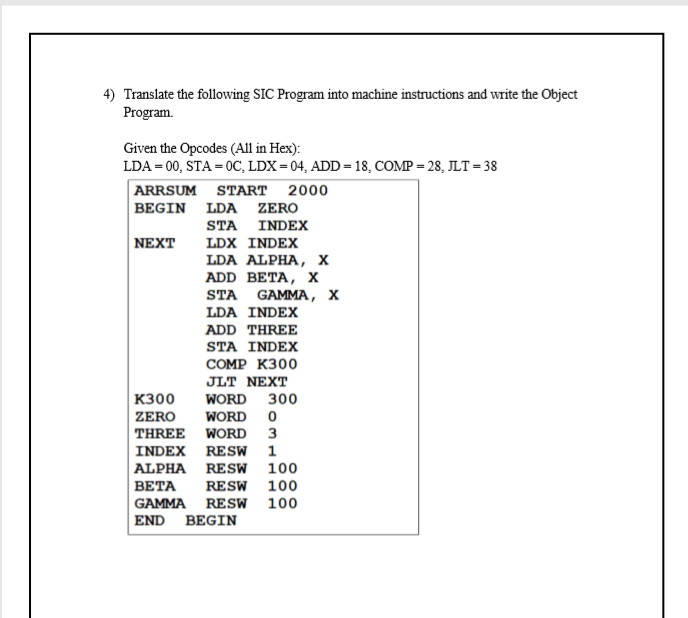 4) Translate the following SIC Program into machine instructions and write the Object
Program.
Given the Opcodes (All in Hex):
LDA = 00, STA = 0C, LDX = 04, ADD = 18, COMP = 28, JLT = 38
ARRSUM START 2000
BEGIN LDA ZERO
STA INDEX
NEXT LDX INDEX
LDA ALPHA, X
ADD BETA, X
STA GAMMA, X
LDA INDEX
ADD THREE
STA INDEX
COMP K300
JLT NEXT
K300 WORD 300
ZERO WORD 0
THREE WORD 3
INDEX RESW 1
ALPHA RESW 100
BETA RESW 100
GAMMA RESW 100
END BEGIN